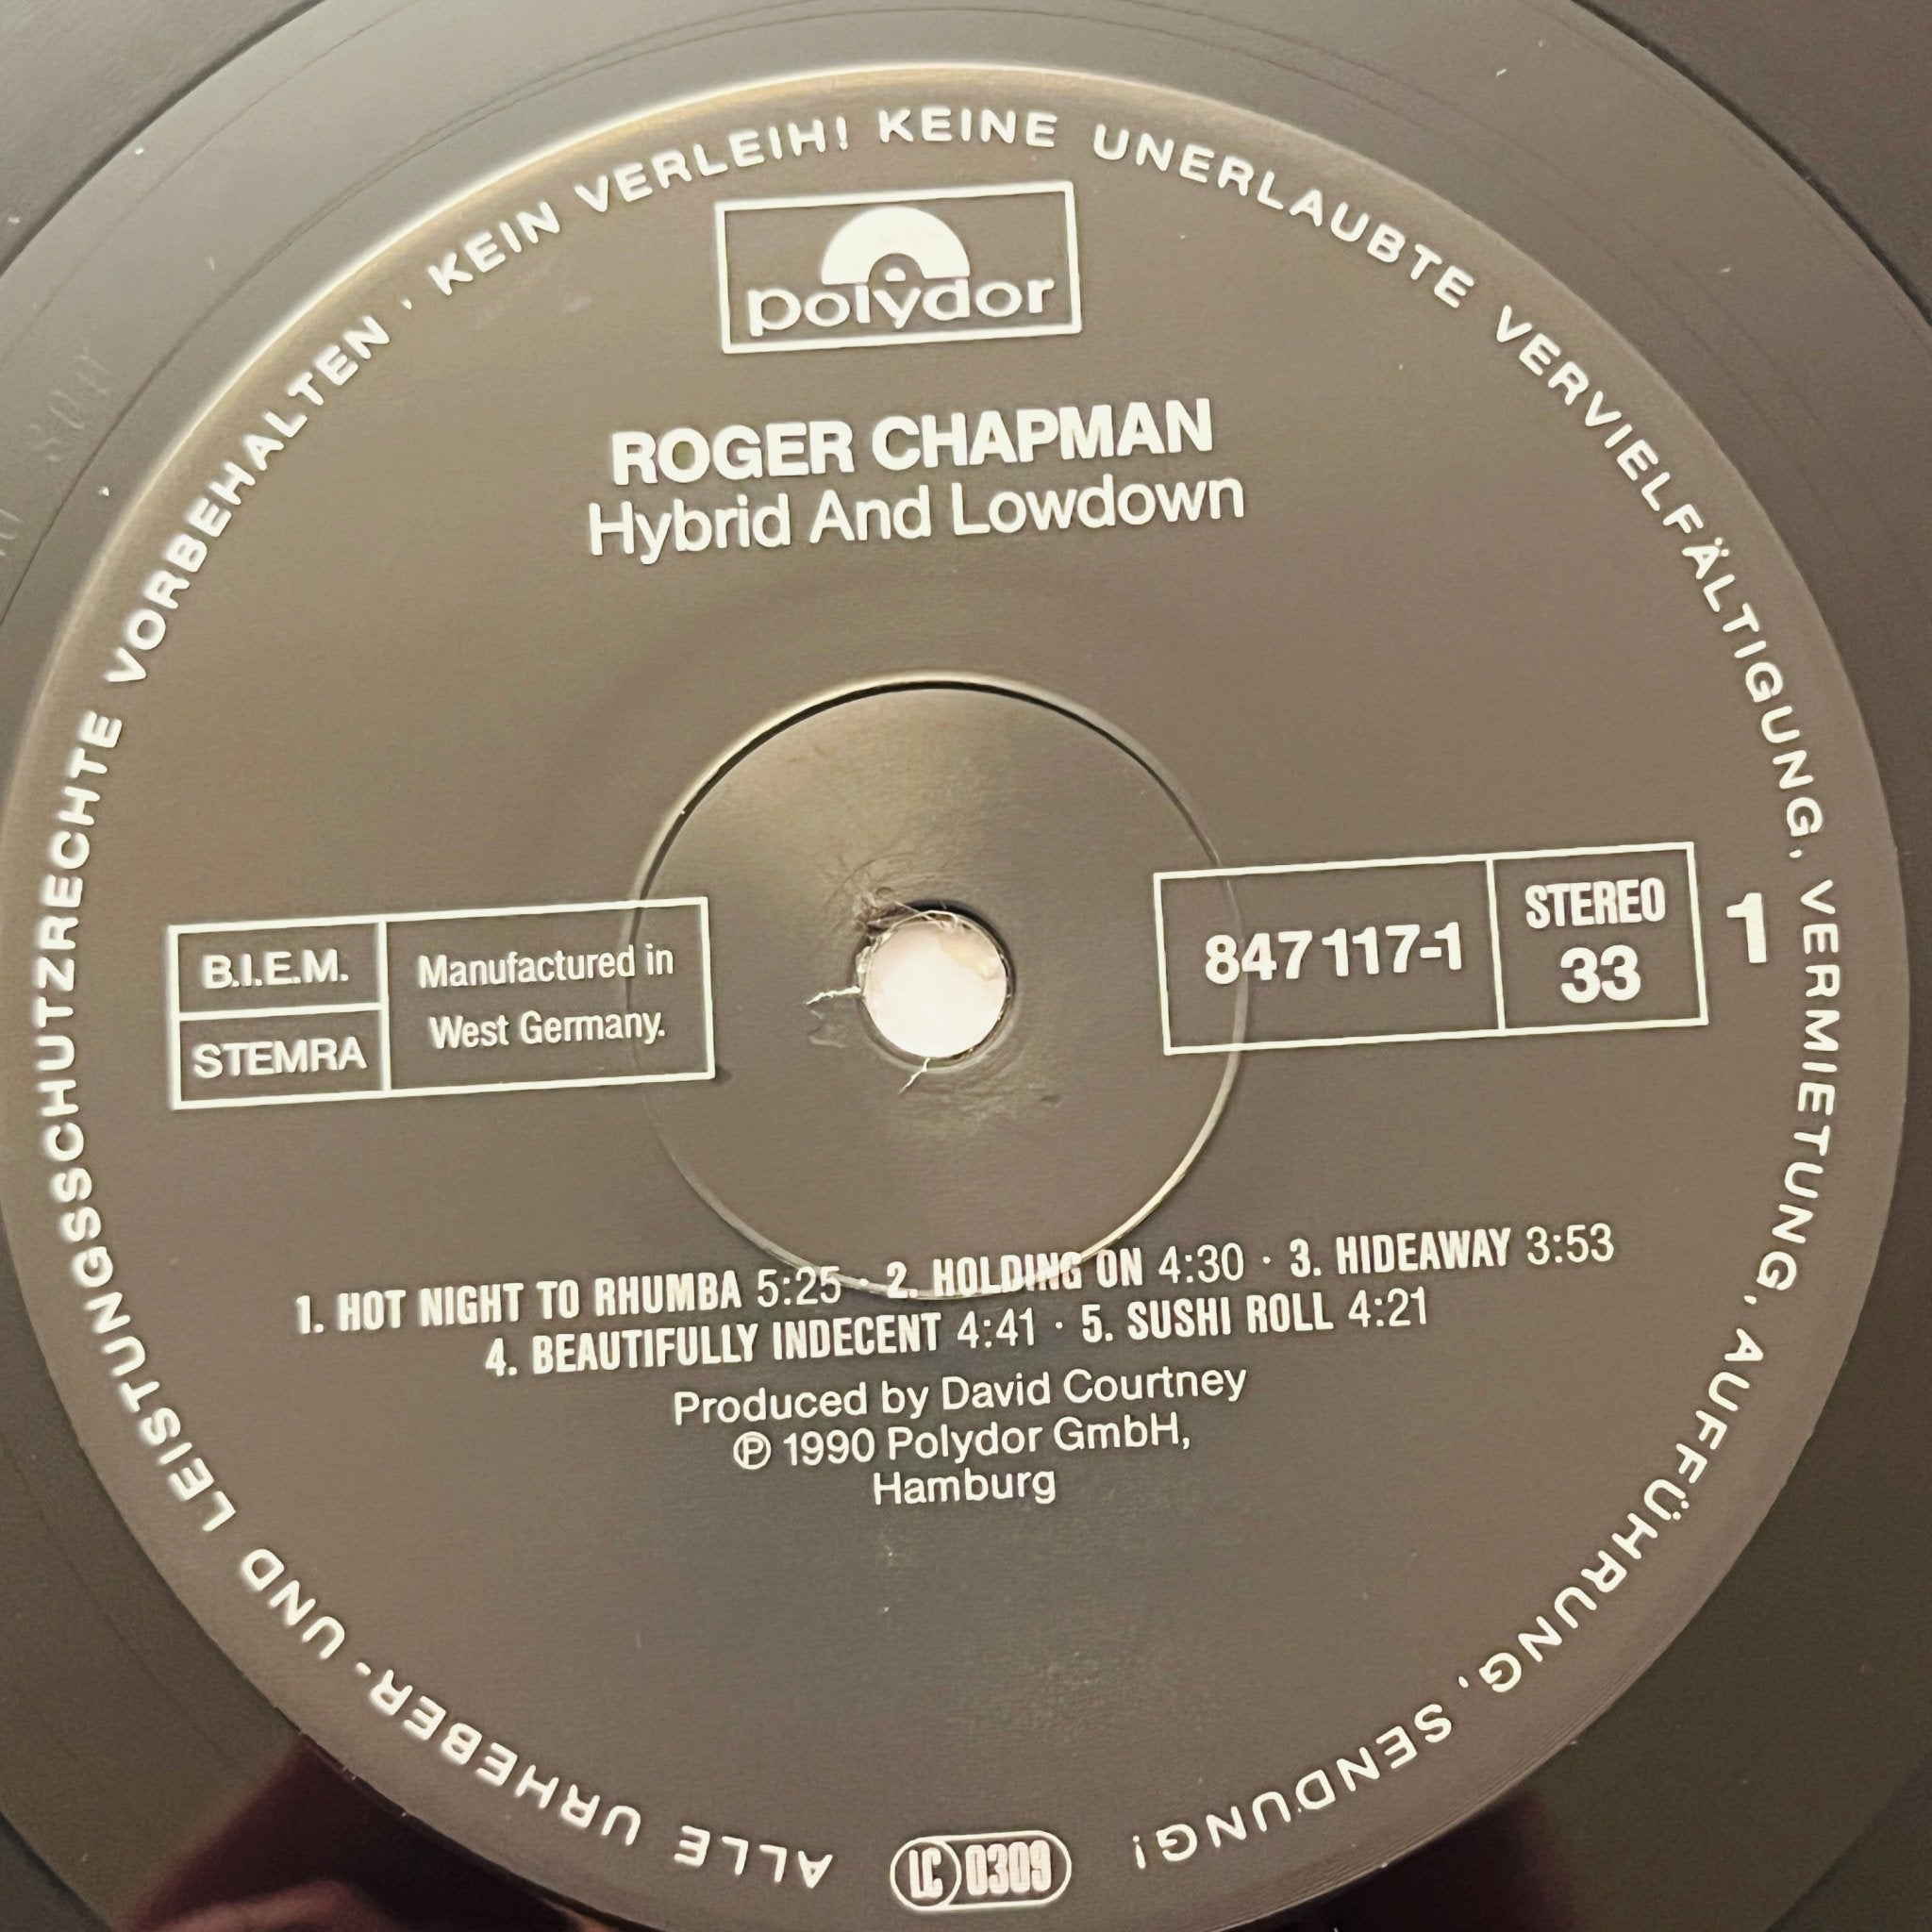 ALLE URHEBER- UND LEISTUNGSSCHUTZRECHTE VORBEHALTEN · KEIN VERLEIH! KEINE UNERLAUBTE VERVIELFÄLTIGUNG, VERMIETUNG, AUFFÜHRUNG, SENDUNG!
polydor
ROGER CHAPMAN
Hybrid And Lowdown
B.I.E.M.
STEMRA
Manufactured in
West Germany.
847 117-1
STEREO
33
1
1. HOT NIGHT TO RHUMBA 5:25 · 2. HOLDING ON 4:30 · 3. HIDEAWAY 3:53
4. BEAUTIFULLY INDECENT 4:41 · 5. SUSHI ROLL 4:21
Produced by David Courtney
℗ 1990 Polydor GmbH,
Hamburg
LC 0309